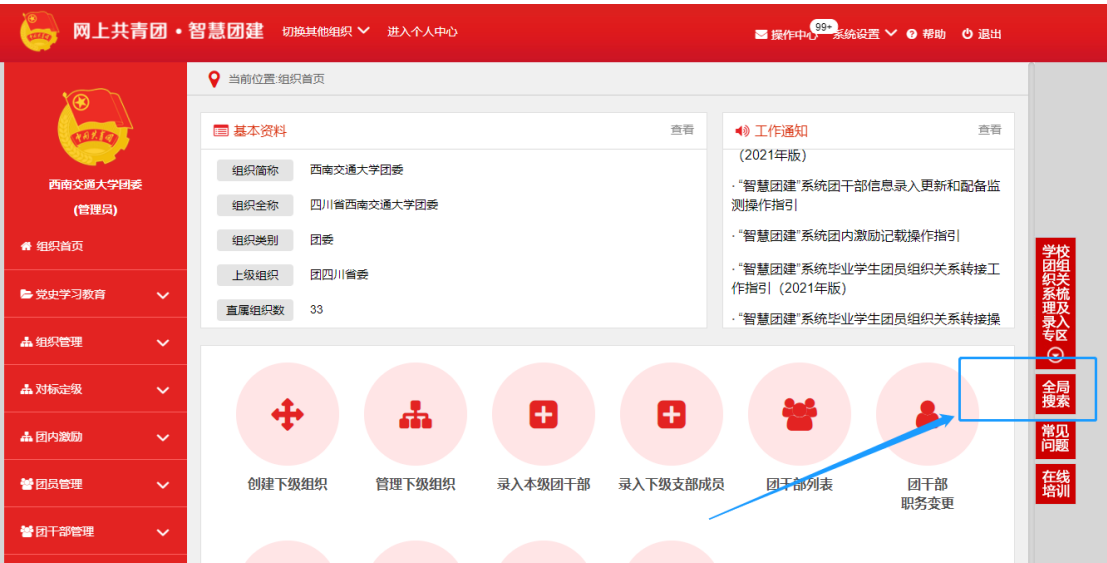 网上共青团·智慧团建
切换其他组织
进入个人中心
99+
操作中心
系统设置
帮助
退出
西南交通大学团委
(管理员)
组织首页
党史学习教育
组织管理
对标定级
团内激励
团员管理
团干部管理
当前位置:组织首页
基本资料
查看
组织简称
西南交通大学团委
组织全称
四川省西南交通大学团委
组织类别
团委
上级组织
团四川省委
直属组织数
33
工作通知
查看
(2021年版)
·“智慧团建”系统团干部信息录入更新和配备监
测操作指引
·“智慧团建”系统团内激励记载操作指引
·“智慧团建”系统毕业学生团员组织关系转接工
作指引（2021年版）
·“智慧团建”系统毕业学生团员组织关系转接操
创建下级组织
管理下级组织
录入本级团干部
录入下级支部成员
团干部列表
团干部
职务变更
学校
团组
织关
系梳
理及
录入
专区
全局
搜索
常见
问题
在线
培训